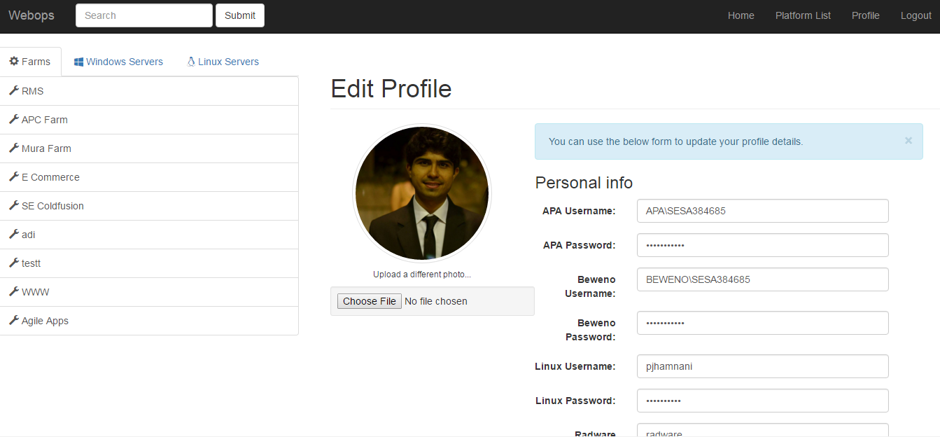 Webops Search Submit Home Platform List Profile Logout
Farms Windows Servers Linux Servers
RMS
APC Farm
Mura Farm
E Commerce
SE Coldfusion
adi
testt
WWW
Agile Apps
Edit Profile
Upload a different photo...
Choose File No file chosen
You can use the below form to update your profile details. ×
Personal info
APA Username: APA\SESA384685
APA Password: •••••••••••
Beweno
Username:
BEWENO\SESA384685
Beweno
Password:
•••••••••••
Linux Username: pjhamnani
Linux Password: ••••••••••
Radware radware